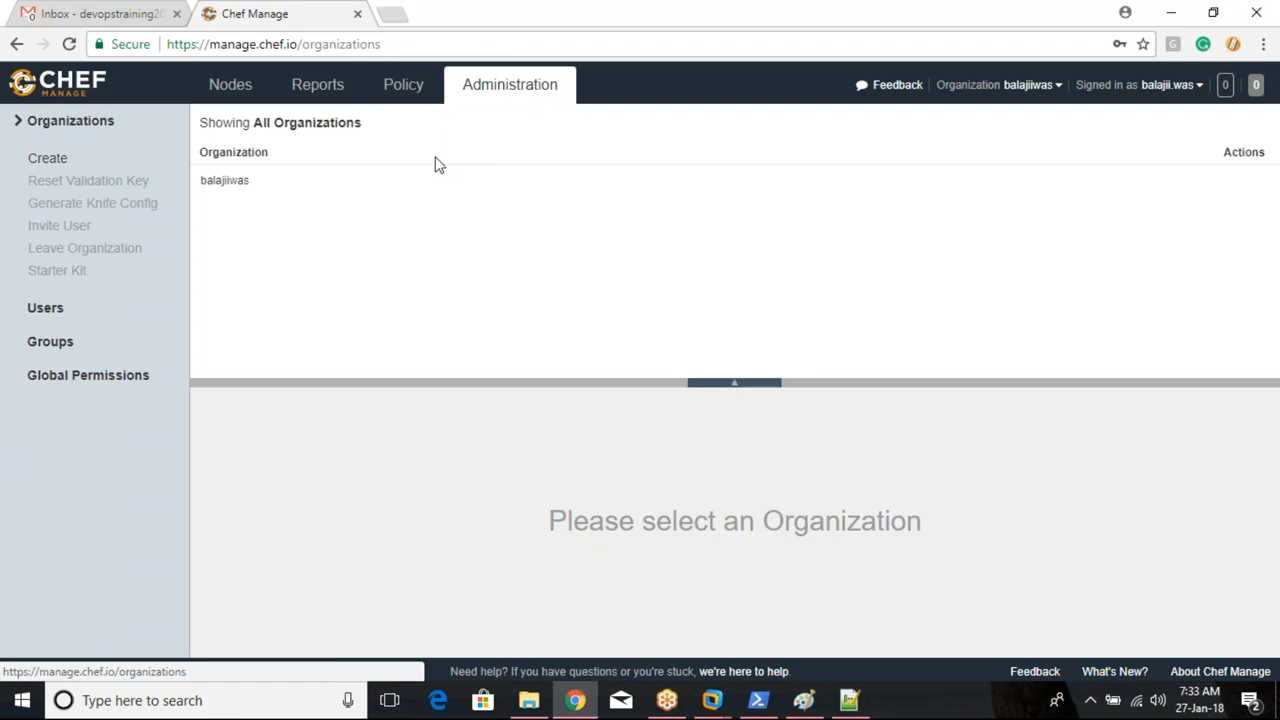 Inbox - devopstraining20
Chef Manage
Secure
https://manage.chef.io/organizations
CHEF
MANAGE
Nodes
Reports
Policy
Administration
Feedback
Organization balajiiwas
Signed in as balajii.was
0
0
Organizations
Create
Reset Validation Key
Generate Knife Config
Invite User
Leave Organization
Starter Kit
Users
Groups
Global Permissions
Showing All Organizations
Organization
Actions
balajiiwas
Please select an Organization
https://manage.chef.io/organizations
Need help? If you have questions or you're stuck, we're here to help.
Feedback
What's New?
About Chef Manage
Type here to search
7:33 AM
27-Jan-18
2